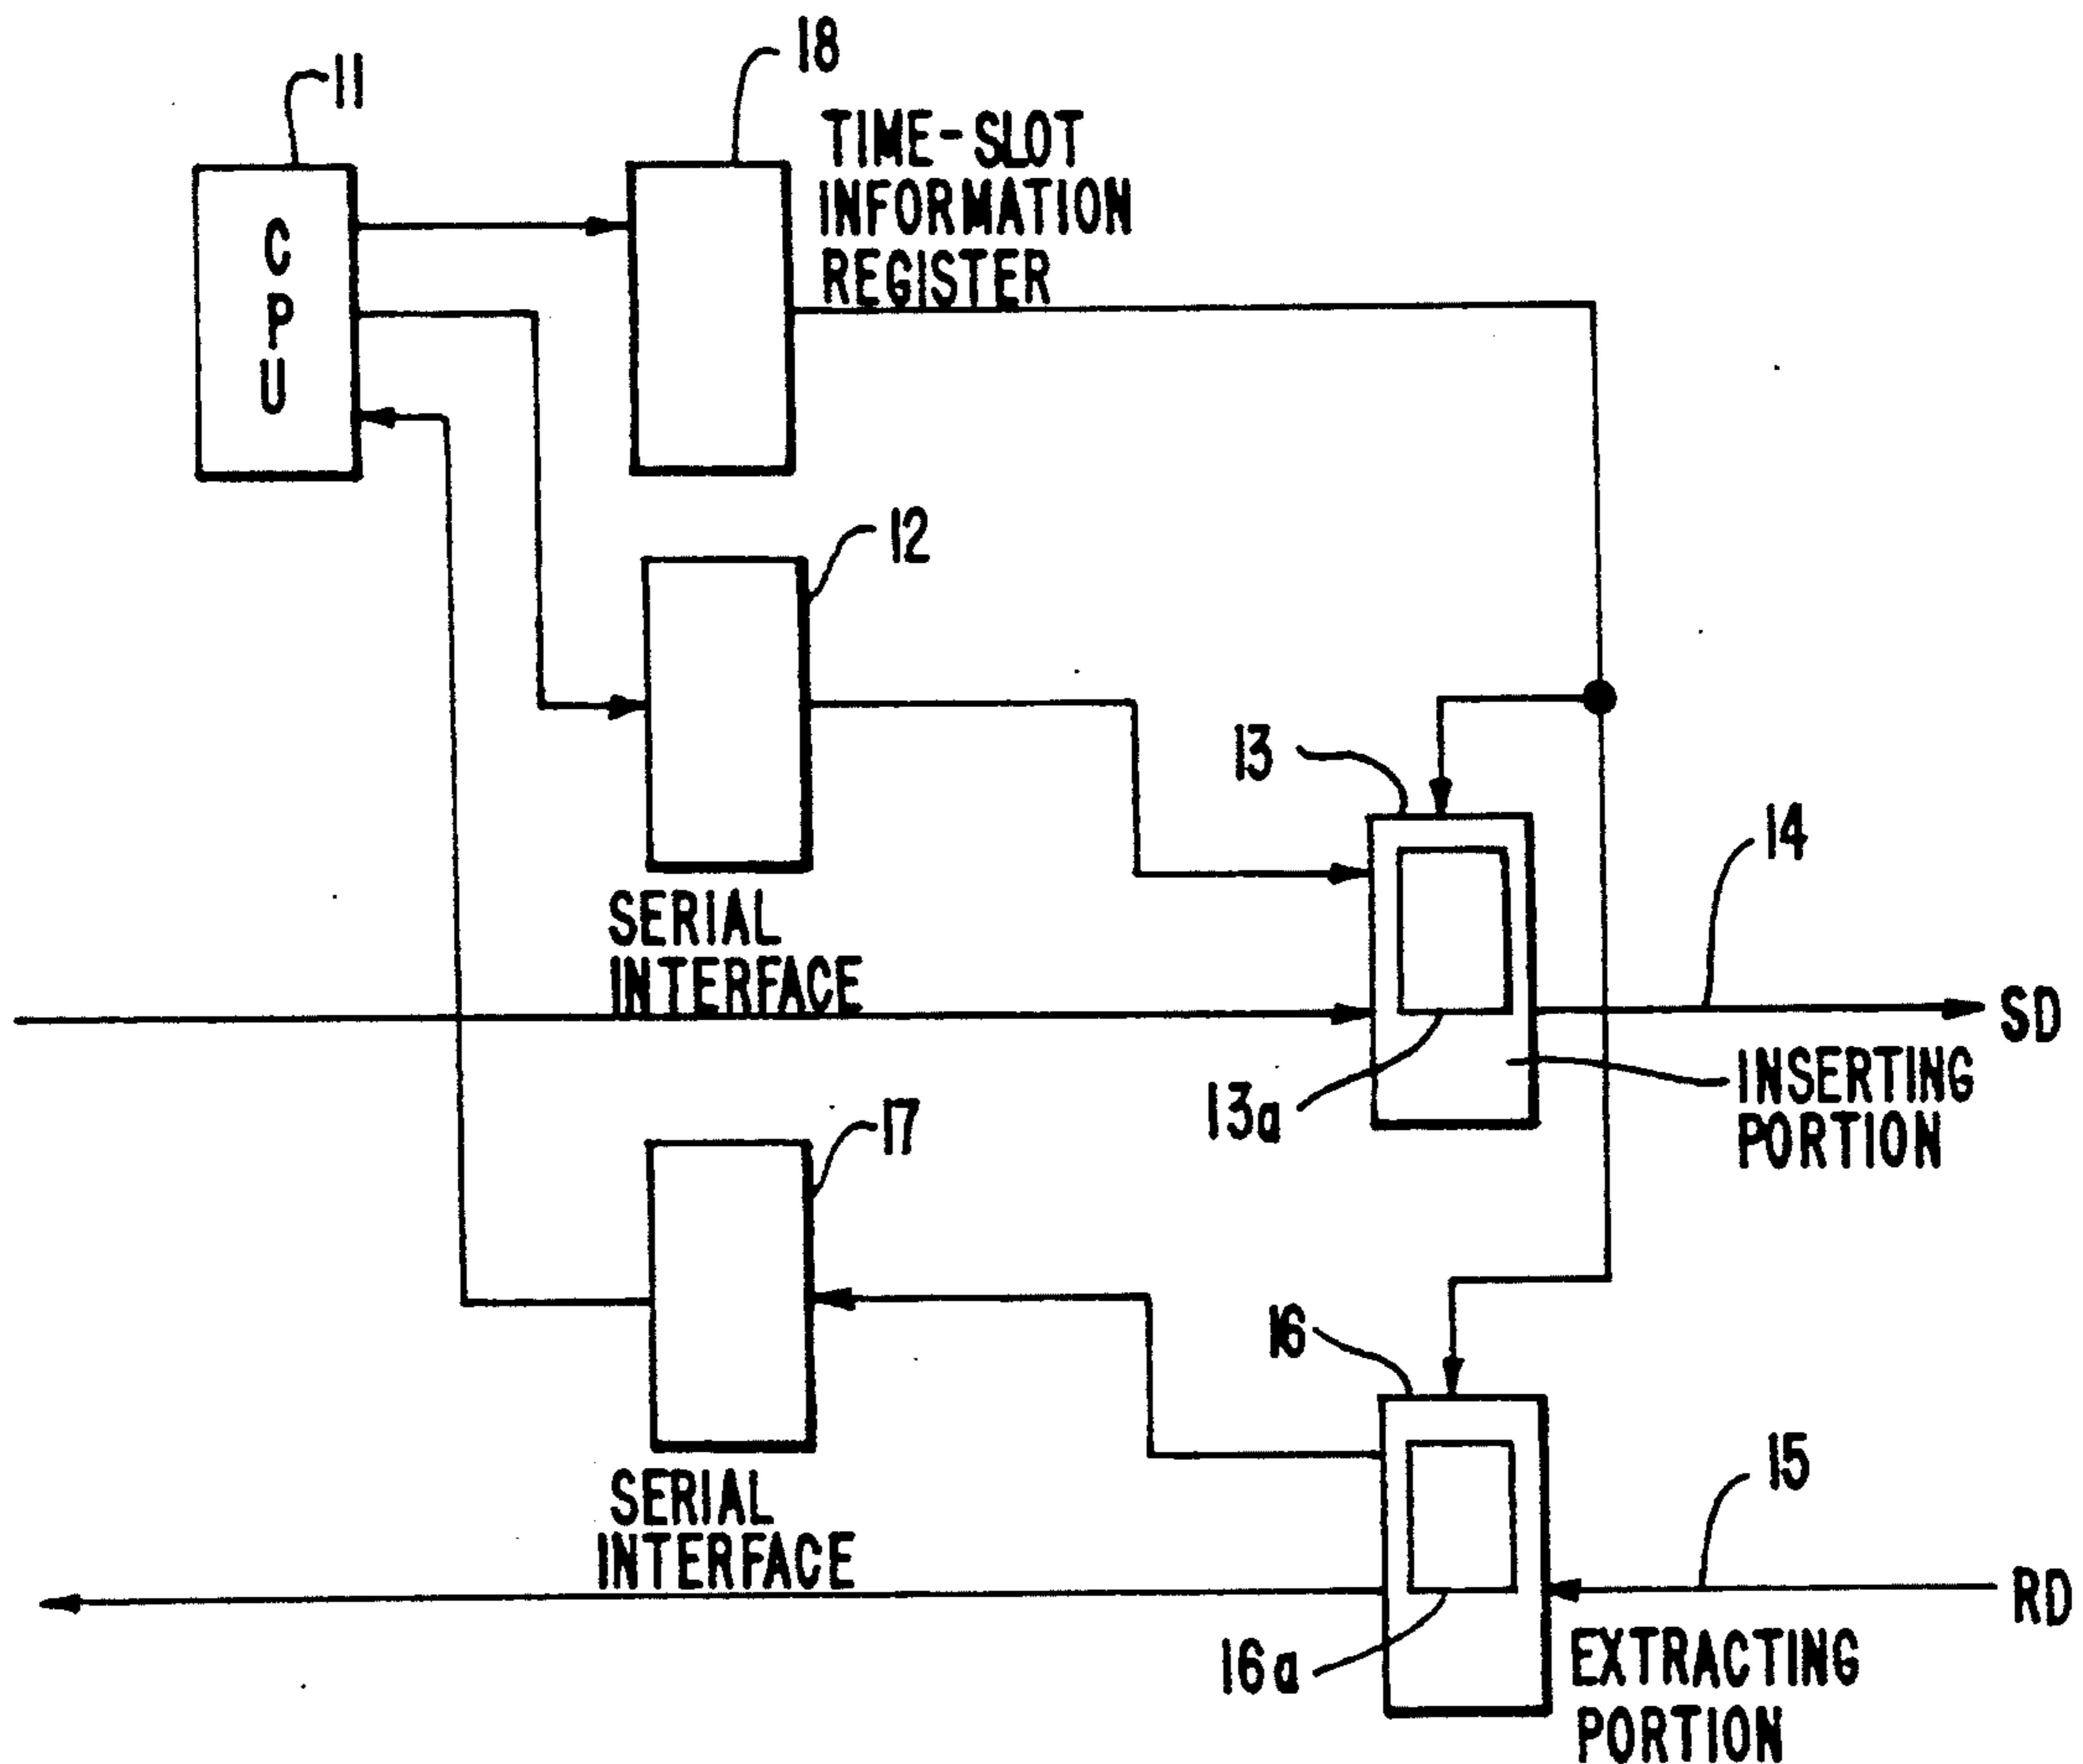 11
18
TIME-SLOT
INFORMATION
REGISTER
CPU
12
13
14
SERIAL
INTERFACE
SD
13a
INSERTING
PORTION
17
16
15
SERIAL
INTERFACE
RD
16a
EXTRACTING
PORTION